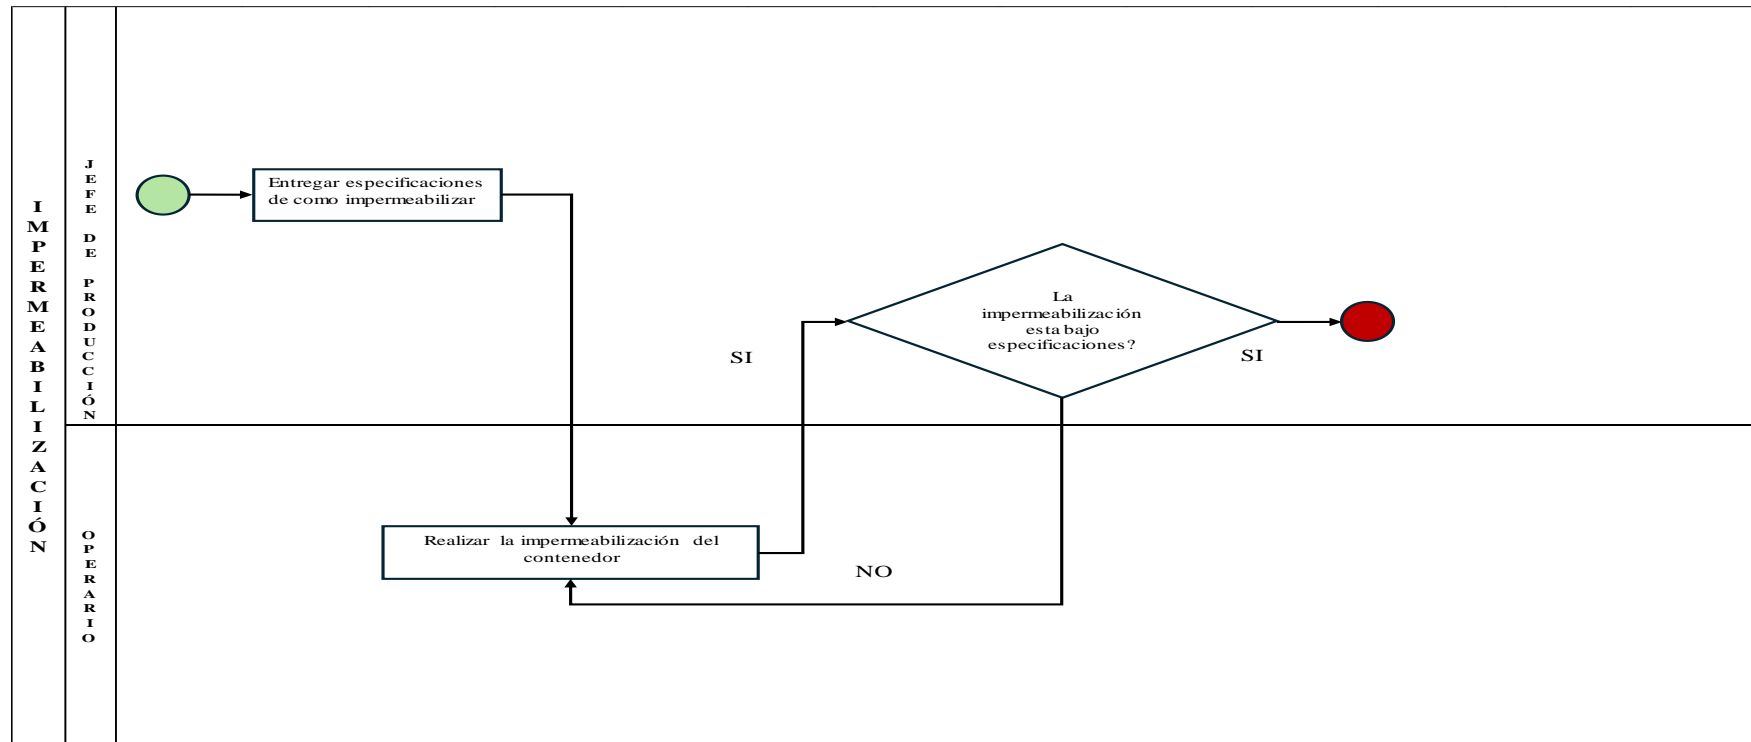 IMPERMEABILIZACIÓN
JEFE DE PRODUCCIÓN
Entregar especificaciones
de como impermeabilizar
La
impermeabilización
esta bajo
especificaciones?
SI
SI
OPERARIO
Realizar la impermeabilización del
contenedor
NO